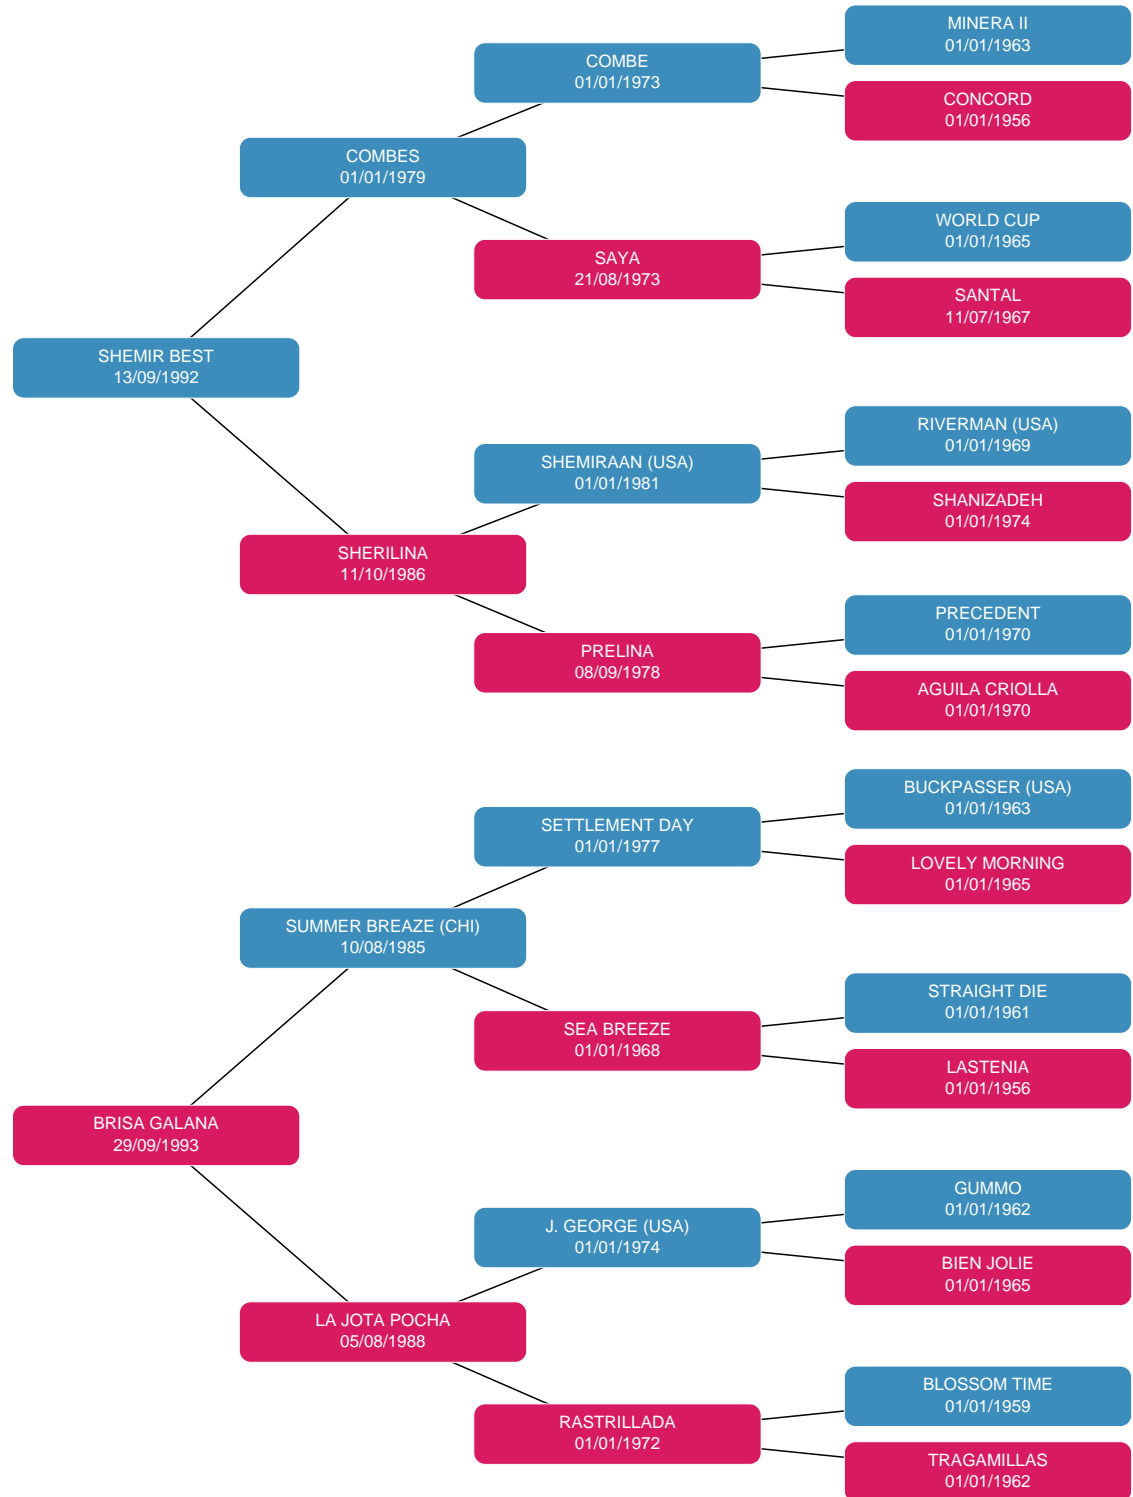 MINERA II
01/01/1963
COMBE
01/01/1973
CONCORD
01/01/1956
COMBES
01/01/1979
WORLD CUP
01/01/1965
SAYA
21/08/1973
SANTAL
11/07/1967
SHEMIR BEST
13/09/1992
RIVERMAN (USA)
01/01/1969
SHEMIRAAN (USA)
01/01/1981
SHANIZADEH
01/01/1974
SHERILINA
11/10/1986
PRECEDENT
01/01/1970
PRELINA
08/09/1978
AGUILA CRIOLLA
01/01/1970
BUCKPASSER (USA)
01/01/1963
SETTLEMENT DAY
01/01/1977
LOVELY MORNING
01/01/1965
SUMMER BREAZE (CHI)
10/08/1985
STRAIGHT DIE
01/01/1961
SEA BREEZE
01/01/1968
LASTENIA
01/01/1956
BRISA GALANA
29/09/1993
GUMMO
01/01/1962
J. GEORGE (USA)
01/01/1974
BIEN JOLIE
01/01/1965
LA JOTA POCHA
05/08/1988
BLOSSOM TIME
01/01/1959
RASTRILLADA
01/01/1972
TRAGAMILLAS
01/01/1962